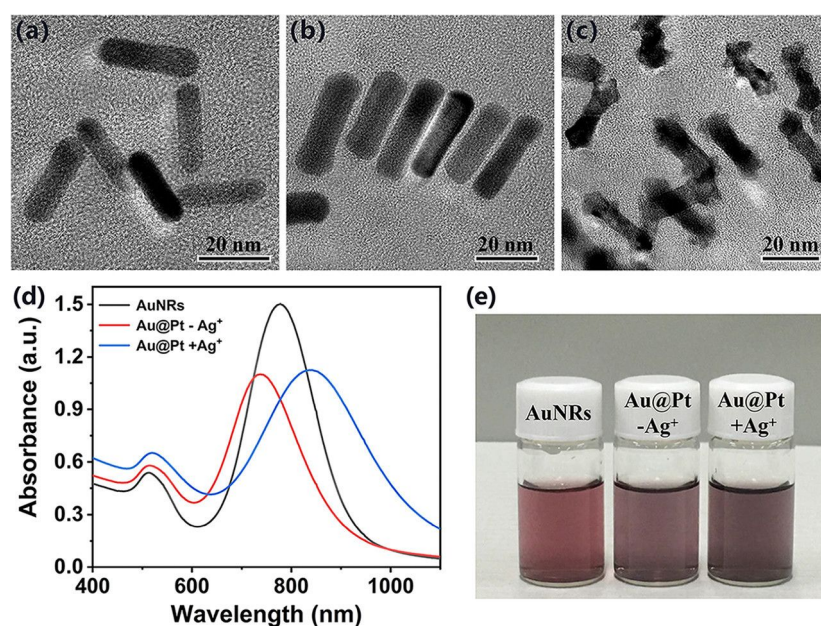 (a)
20 nm
(b)
20 nm
(c)
20 nm
(d)
AuNRs
Au@Pt - Ag⁺
Au@Pt +Ag⁺
Absorbance (a.u.)
1.5
1.2
0.9
0.6
0.3
0.0
400
600
800
1000
Wavelength (nm)
(e)
AuNRs
Au@Pt
-Ag⁺
Au@Pt
+Ag⁺